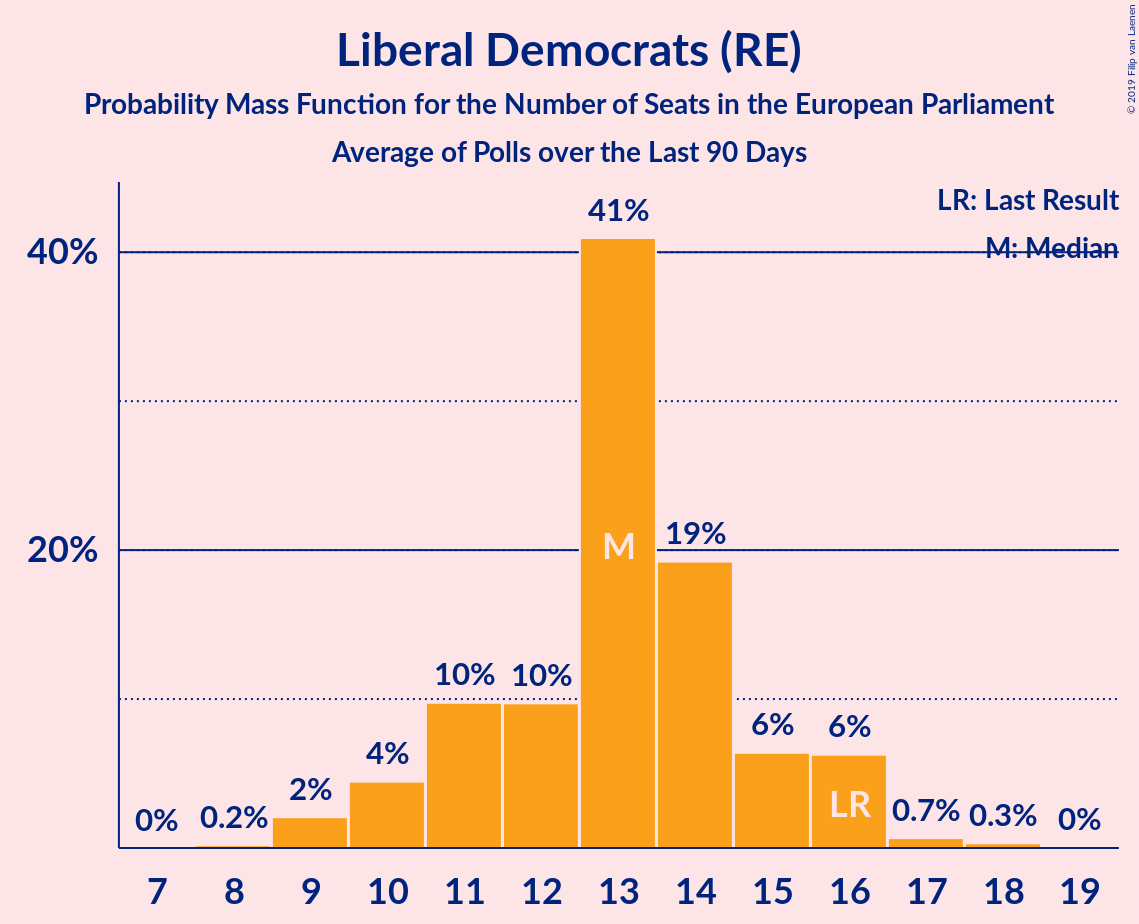 Liberal Democrats (RE)
Probability Mass Function for the Number of Seats in the European Parliament
Average of Polls over the Last 90 Days
© 2019 Filip van Laenen
LR: Last Result
M: Median
40%
20%
0%
0.2%
2%
4%
10%
10%
41%
19%
6%
6%
0.7%
0.3%
0%
M
LR
7 8 9 10 11 12 13 14 15 16 17 18 19